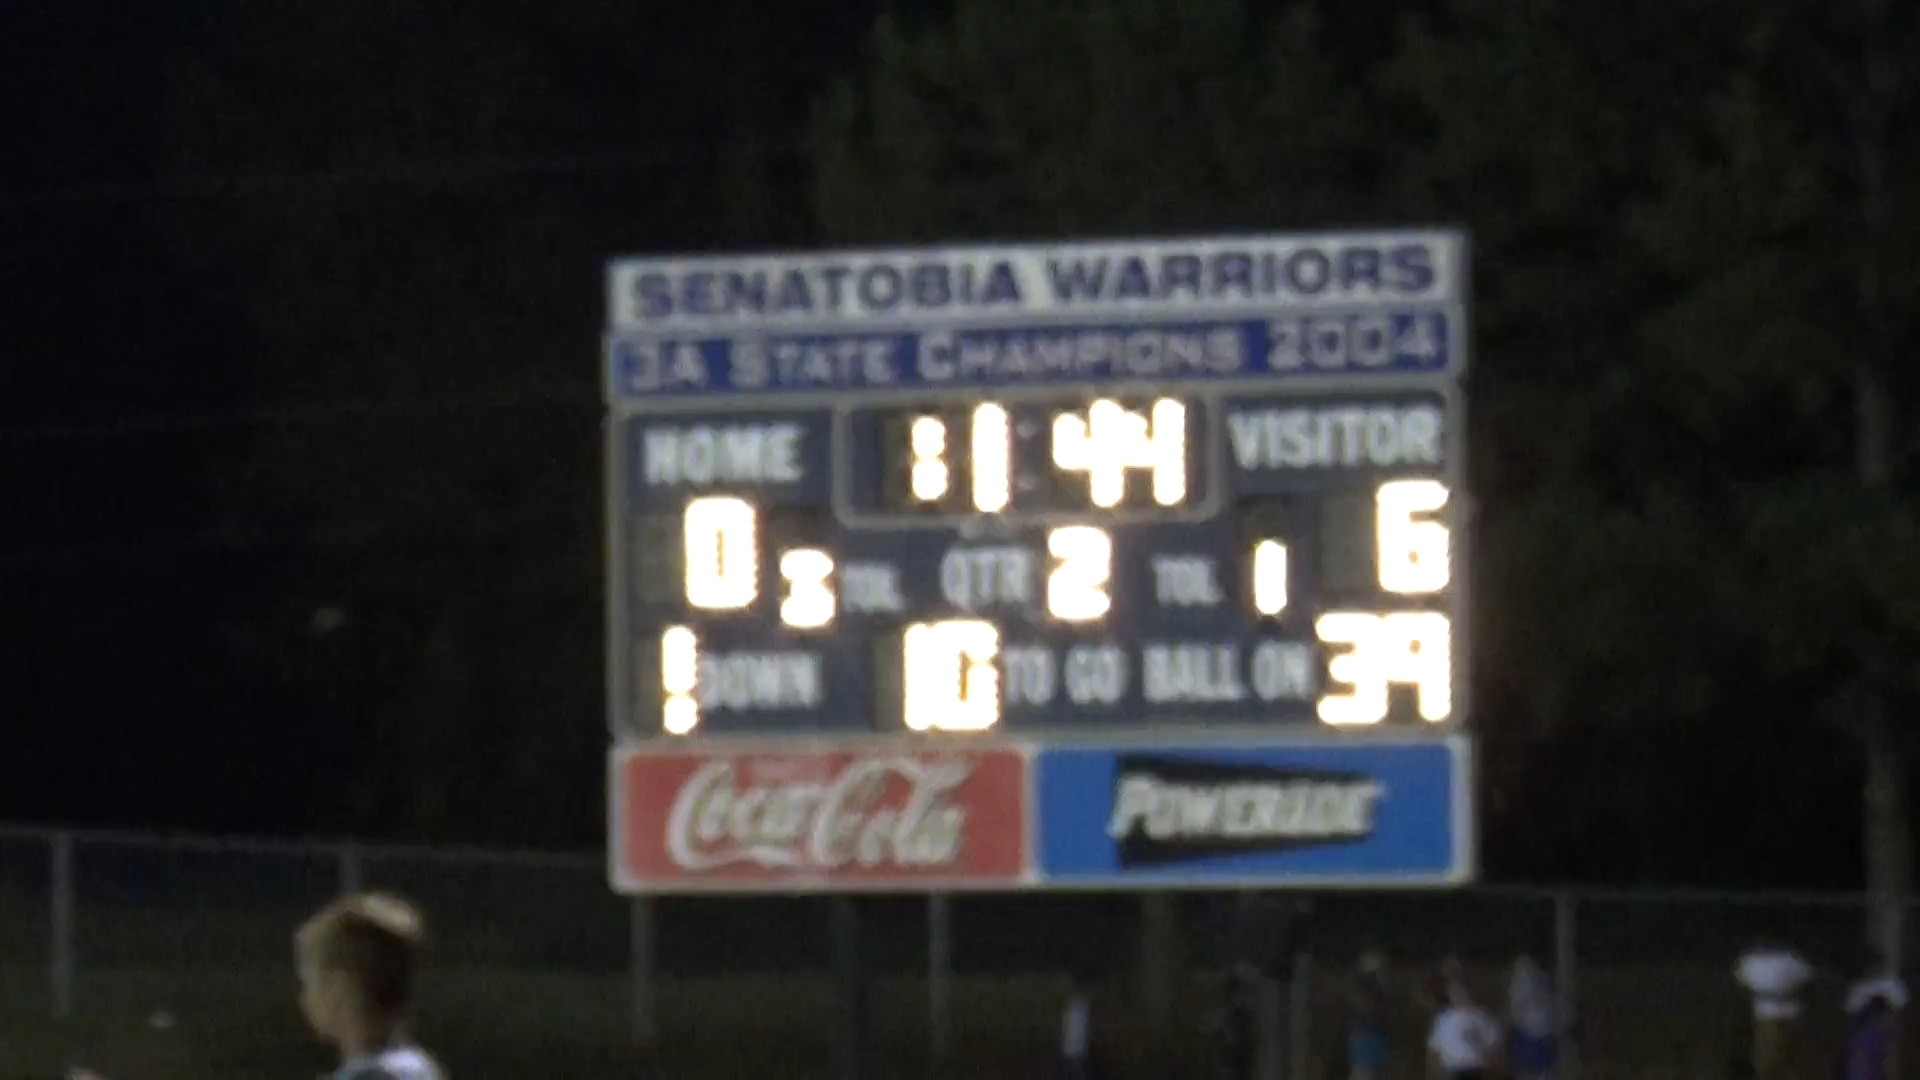 SENATOBIA WARRIORS
3A STATE CHAMPIONS 2004
HOME 11:44 VISITOR
0 3 TOL QTR 2 TOL 1 6
1 DOWN 10 TO GO BALL ON 39
Coca-Cola POWERADE